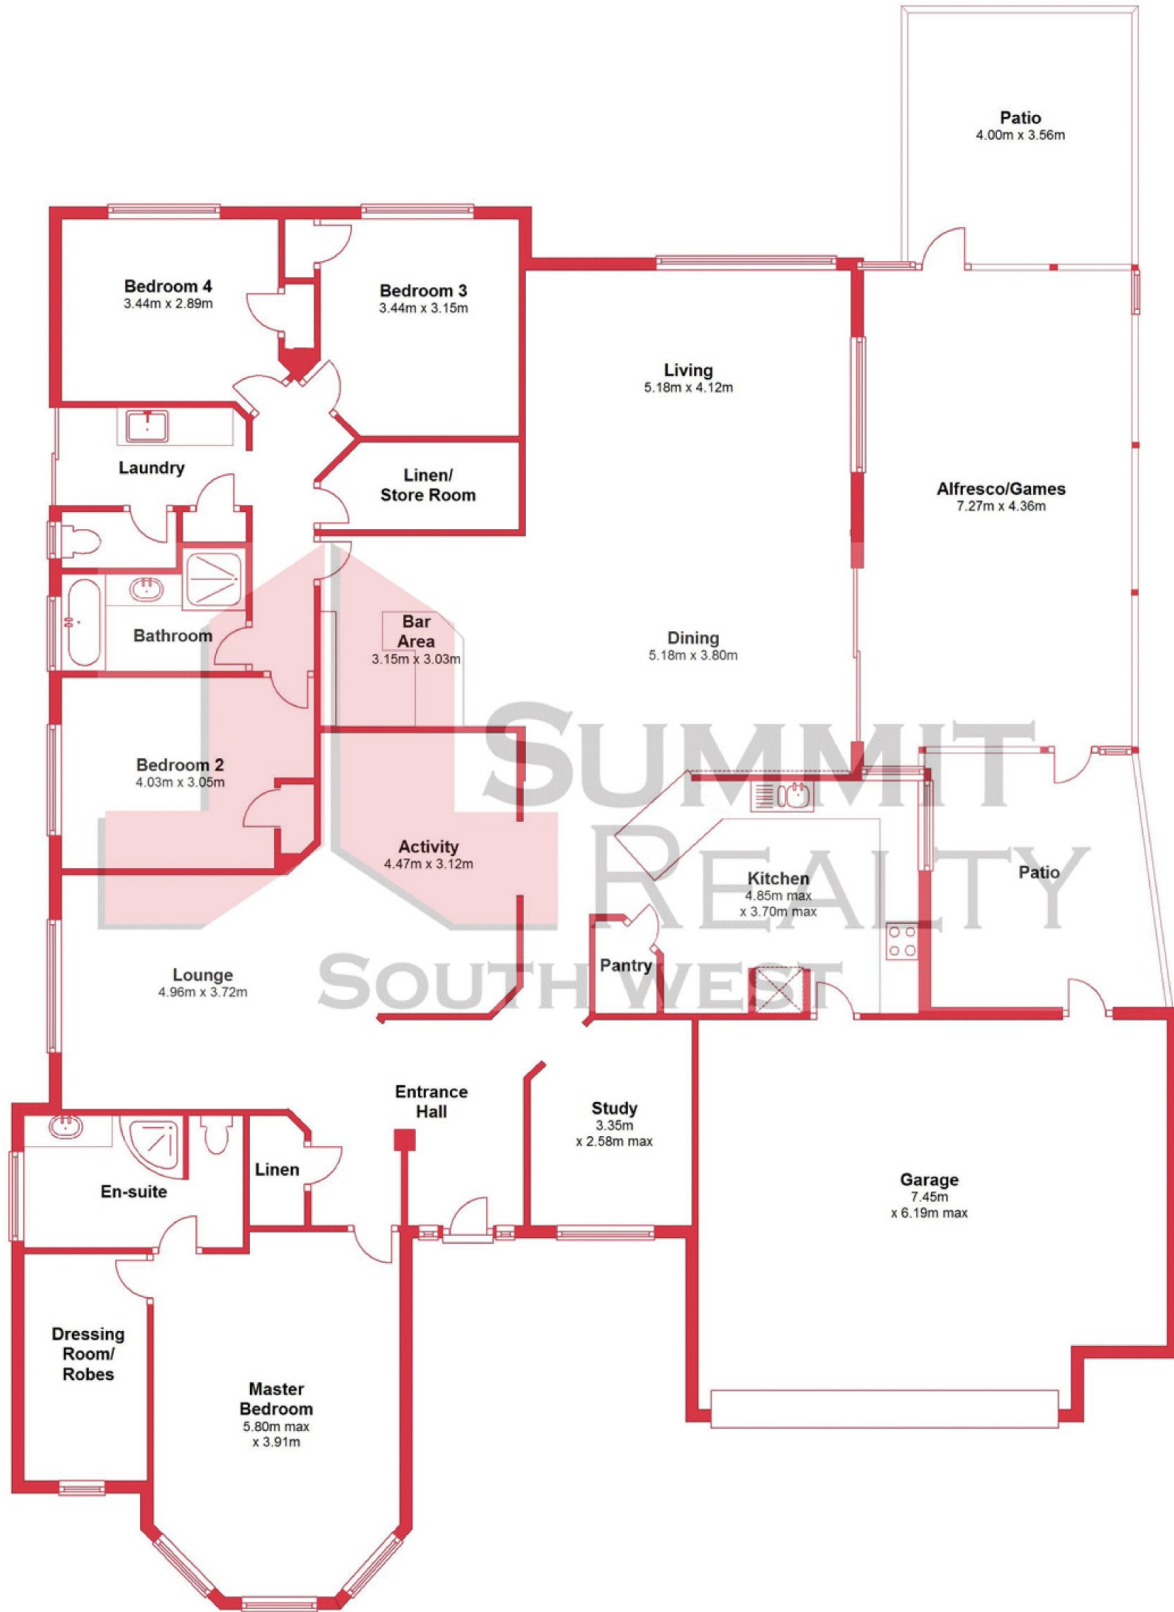 Patio
4.00m x 3.56m
Bedroom 4
3.44m x 2.89m
Bedroom 3
3.44m x 3.15m
Living
5.18m x 4.12m
Laundry
Linen/
Store Room
Alfresco/Games
7.27m x 4.36m
Bathroom
Bar
Area
3.15m x 3.03m
Dining
5.18m x 3.80m
Bedroom 2
4.03m x 3.05m
SUMMIT
REALTY
SOUTH WEST
Activity
4.47m x 3.12m
Kitchen
4.85m max
x 3.70m max
Patio
Lounge
4.96m x 3.72m
Pantry
Entrance
Hall
Study
3.35m
x 2.58m max
Linen
En-suite
Garage
7.45m
x 6.19m max
Dressing
Room/
Robes
Master
Bedroom
5.80m max
x 3.91m